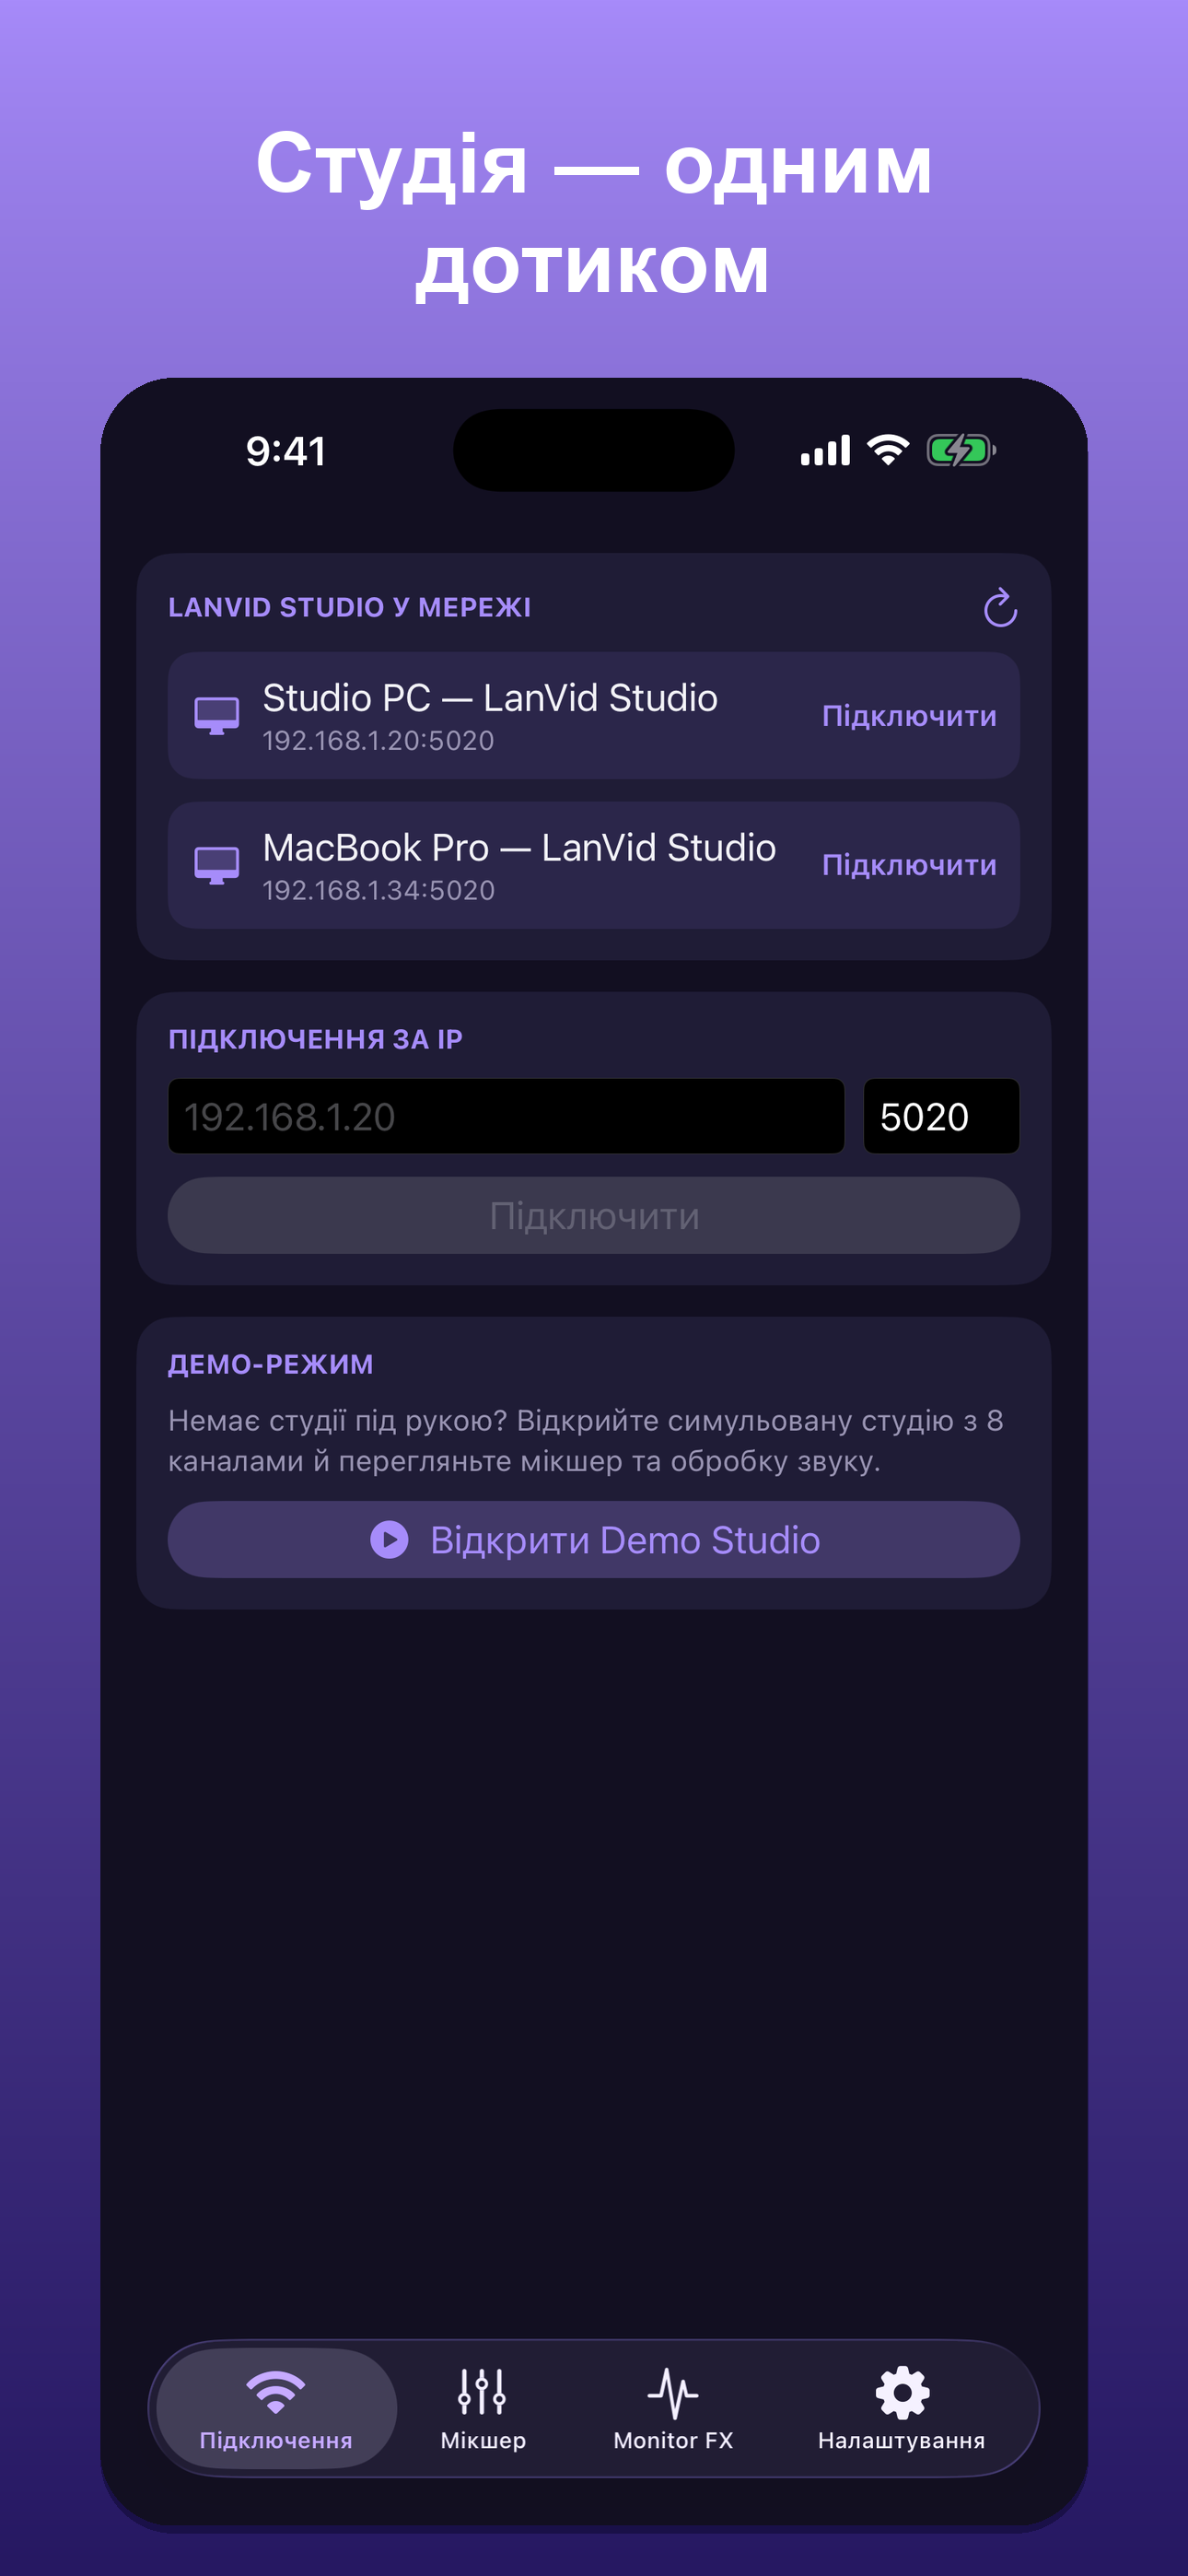 Студія — одним
дотиком
9:41
LANVID STUDIO У МЕРЕЖІ
Studio PC — LanVid Studio
192.168.1.20:5020
Підключити
MacBook Pro — LanVid Studio
192.168.1.34:5020
Підключити
ПІДКЛЮЧЕННЯ ЗА IP
192.168.1.20
5020
Підключити
ДЕМО-РЕЖИМ
Немає студії під рукою? Відкрийте симульовану студію з 8
каналами й перегляньте мікшер та обробку звуку.
Відкрити Demo Studio
Підключення
Мікшер
Monitor FX
Налаштування